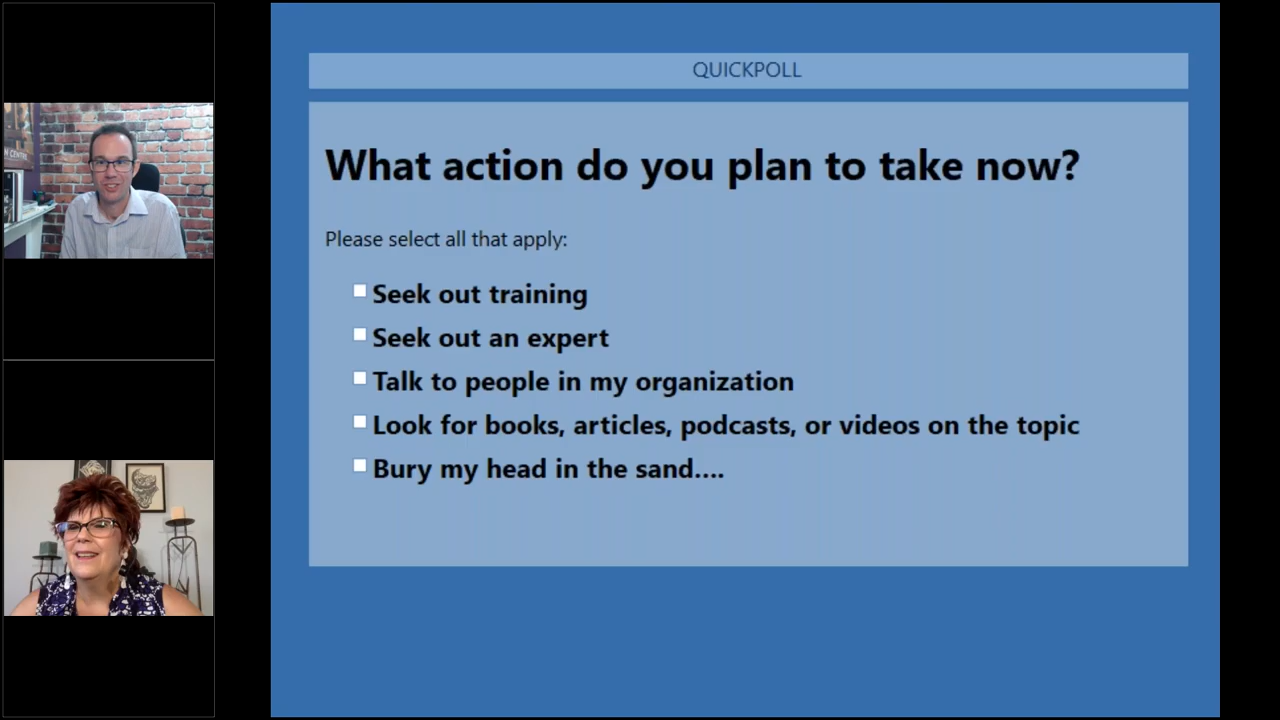 QUICKPOLL
What action do you plan to take now?
Please select all that apply:
Seek out training
Seek out an expert
Talk to people in my organization
Look for books, articles, podcasts, or videos on the topic
Bury my head in the sand....